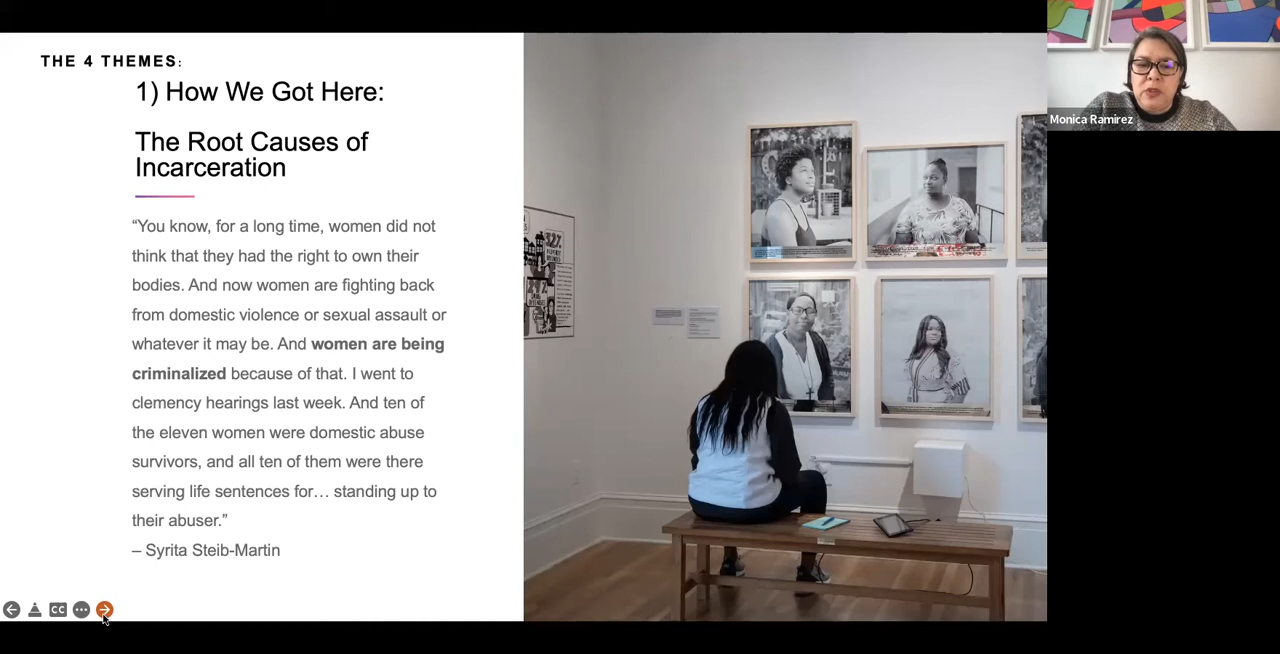 THE 4 THEMES:
1) How We Got Here:
The Root Causes of
Incarceration
“You know, for a long time, women did not
think that they had the right to own their
bodies. And now women are fighting back
from domestic violence or sexual assault or
whatever it may be. And women are being
criminalized because of that. I went to
clemency hearings last week. And ten of
the eleven women were domestic abuse
survivors, and all ten of them were there
serving life sentences for… standing up to
their abuser.”
– Syrita Steib-Martin
CC
Monica Ramirez